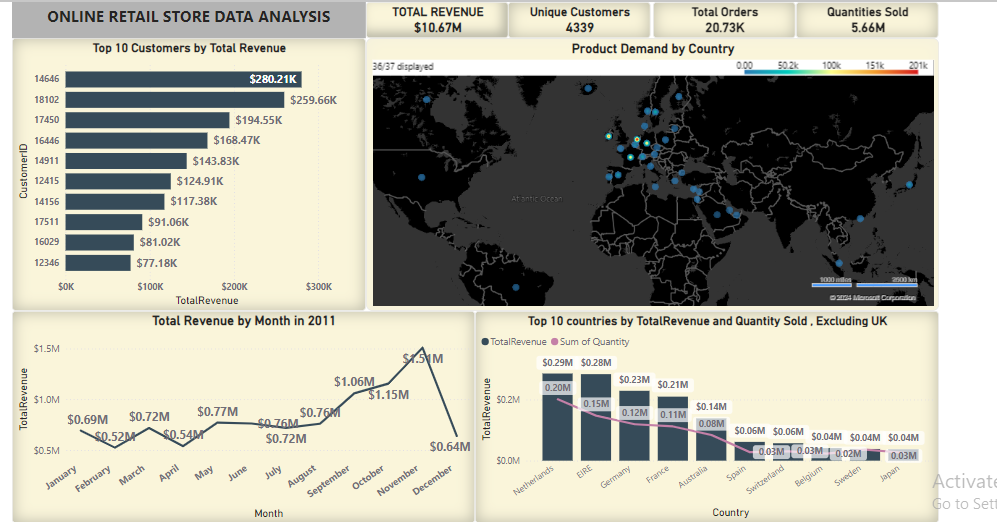 ONLINE RETAIL STORE DATA ANALYSIS
TOTAL REVENUE
$10.67M
Unique Customers
4339
Total Orders
20.73K
Quantities Sold
5.66M
Top 10 Customers by Total Revenue
CustomerID
14646 $280.21K
18102 $259.66K
17450 $194.55K
16446 $168.47K
14911 $143.83K
12415 $124.91K
14156 $117.38K
17511 $91.06K
16029 $81.02K
12346 $77.18K
$0K $100K $200K $300K
TotalRevenue
Product Demand by Country
36/37 displayed
0.00 50.2k 100k 151k 201k
Atlantic Ocean
1000 miles 2500 km
© 2024 Microsoft Corporation
Total Revenue by Month in 2011
TotalRevenue
$1.5M
$1.0M
$0.5M
$0.69M
$0.52M
$0.72M
$0.54M
$0.77M
$0.76M
$0.72M
$0.76M
$1.06M
$1.15M
$1.51M
$0.64M
January February March April May June July August September October November December
Month
Top 10 countries by TotalRevenue and Quantity Sold , Excluding UK
TotalRevenue Sum of Quantity
TotalRevenue
$0.2M
$0.0M
$0.29M $0.28M $0.23M $0.21M $0.14M $0.06M $0.06M $0.04M $0.04M $0.04M
0.20M 0.15M 0.12M 0.11M 0.08M 0.03M 0.03M 0.02M 0.03M
Netherlands EIRE Germany France Australia Spain Switzerland Belgium Sweden Japan
Country
Activate
Go to Sett